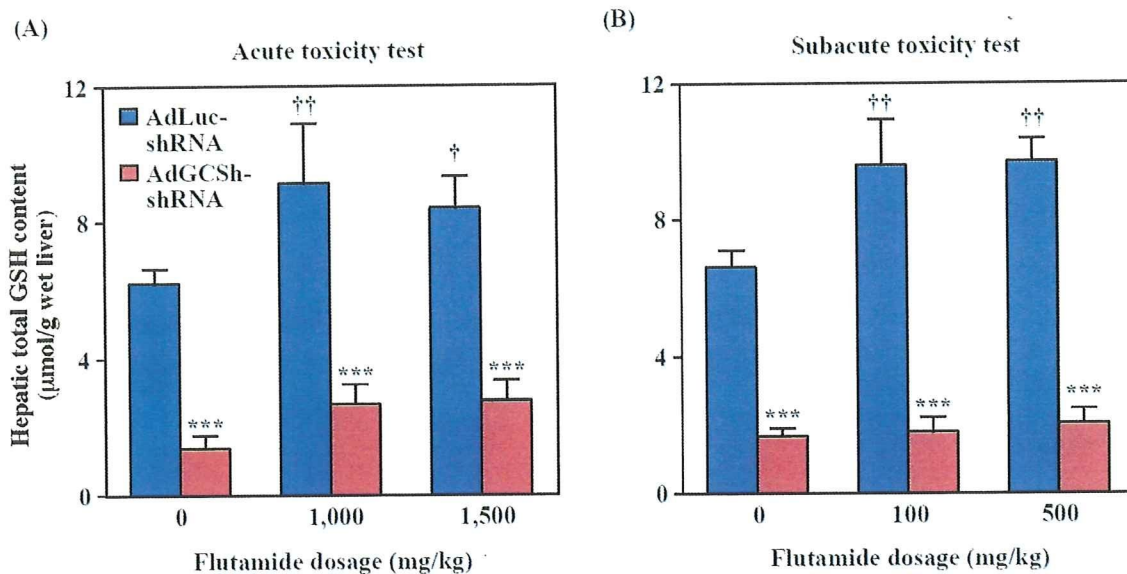 (A)
Acute toxicity test
Hepatic total GSH content
(μmol/g wet liver)
12
8
4
0
AdLuc-
shRNA
AdGCSh-
shRNA
††
†
***
***
***
0
1,000
1,500
Flutamide dosage (mg/kg)
(B)
Subacute toxicity test
12
8
4
0
††
††
***
***
***
0
100
500
Flutamide dosage (mg/kg)